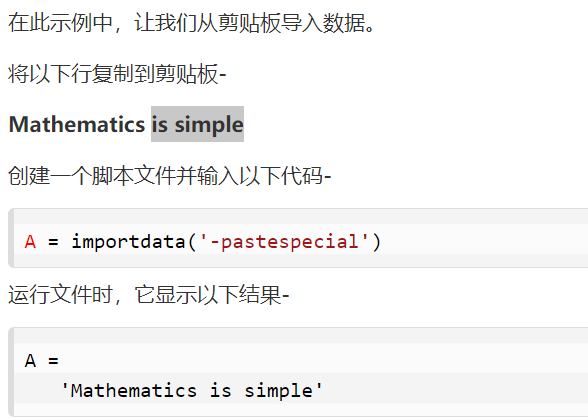 在此示例中，让我们从剪贴板导入数据。
将以下行复制到剪贴板-
Mathematics is simple
创建一个脚本文件并输入以下代码-
A = importdata('-pastespecial')
运行文件时，它显示以下结果-
A =
'Mathematics is simple'